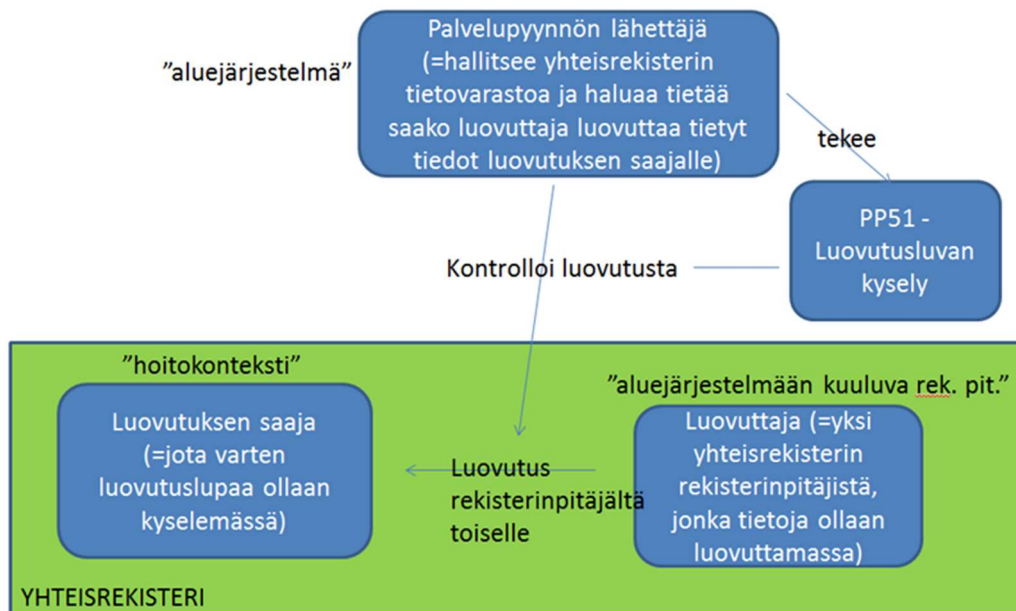 Palvelupyynnön lähettäjä
(=hallitsee yhteisrekisterin
tietovarastoa ja haluaa tietää
saako luovuttaja luovuttaa tietyt
tiedot luovutuksen saajalle)
”aluejärjestelmä”
tekee
PP51 -
Luovutusluvan
kysely
Kontrolloi luovutusta
”hoitokonteksti”
Luovutuksen saaja
(=jota varten
luovutuslupaa ollaan
kyselemässä)
Luovutus
rekisterinpitäjältä
toiselle
”aluejärjestelmään kuuluva rek. pit.”
Luovuttaja (=yksi
yhteisrekisterin
rekisterinpitäjistä,
jonka tietoja ollaan
luovuttamassa)
YHTEISREKISTERI